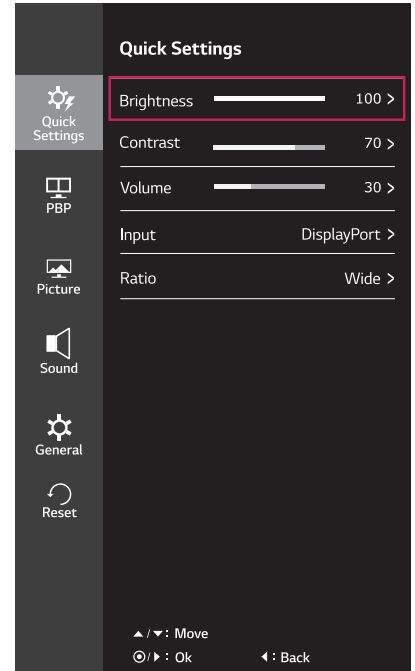 Quick Settings
Brightness 100 >
Contrast 70 >
Volume 30 >
Input DisplayPort >
Ratio Wide >
Quick
Settings
PBP
Picture
Sound
General
Reset
▲ / ▼ : Move
◉/ ▶ : Ok ◀ : Back